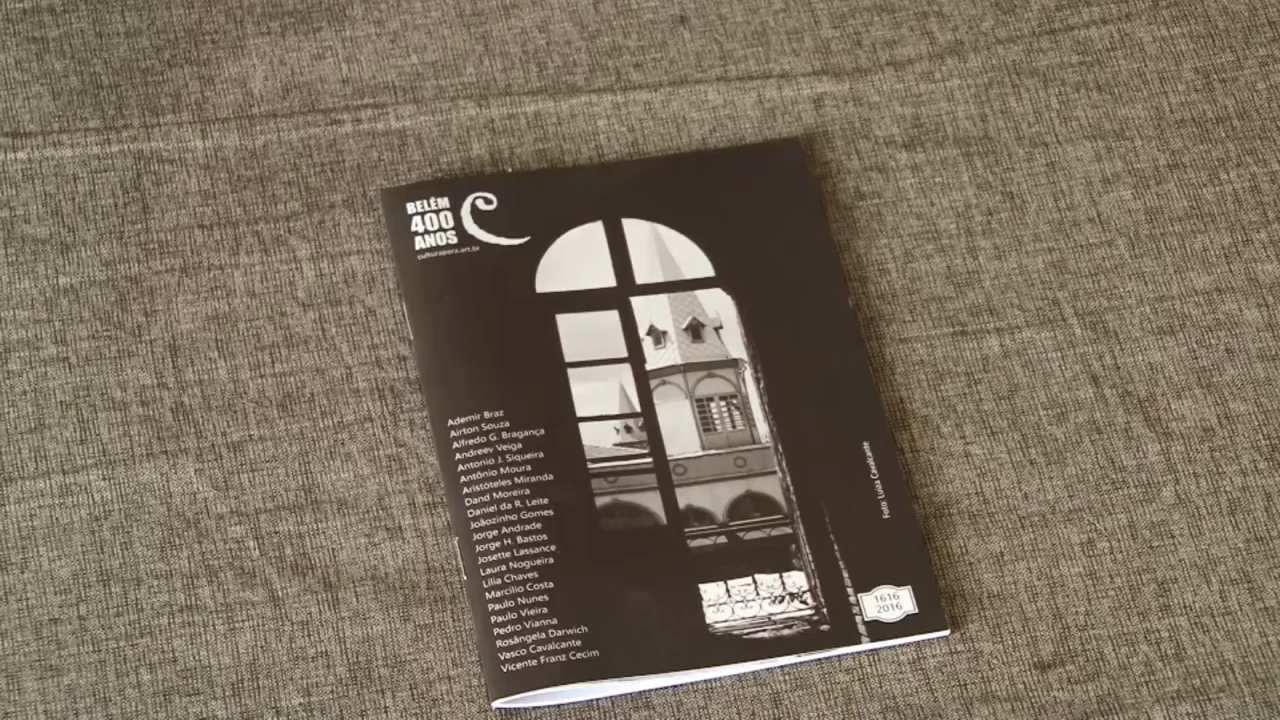 BELÉM
400
ANOS
culturapara.art.br
Ademir Braz
Airton Souza
Alfredo G. Bragança
Andreev Veiga
Antonio J. Siqueira
Antônio Moura
Aristóteles Miranda
Dand Moreira
Daniel da R. Leite
Joãozinho Gomes
Jorge Andrade
Jorge H. Bastos
Josette Lassance
Laura Nogueira
Lilia Chaves
Marcílio Costa
Paulo Nunes
Paulo Vieira
Pedro Vianna
Rosângela Darwich
Vasco Cavalcante
Vicente Franz Cecim
Foto: Luiza Cavalcante
1616
2016